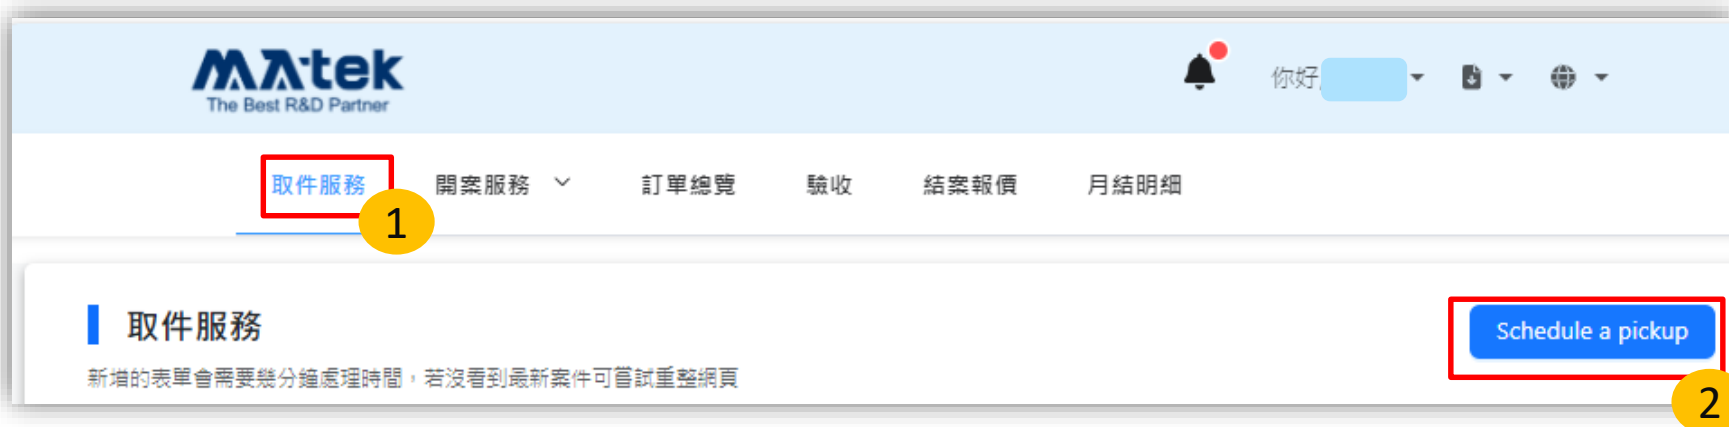 MA-tek
The Best R&D Partner
你好,
取件服務 開案服務 訂單總覽 驗收 結案報價 月結明細
1
取件服務
Schedule a pickup
新增的表單會需要幾分鐘處理時間，若沒看到最新案件可嘗試重整網頁
2